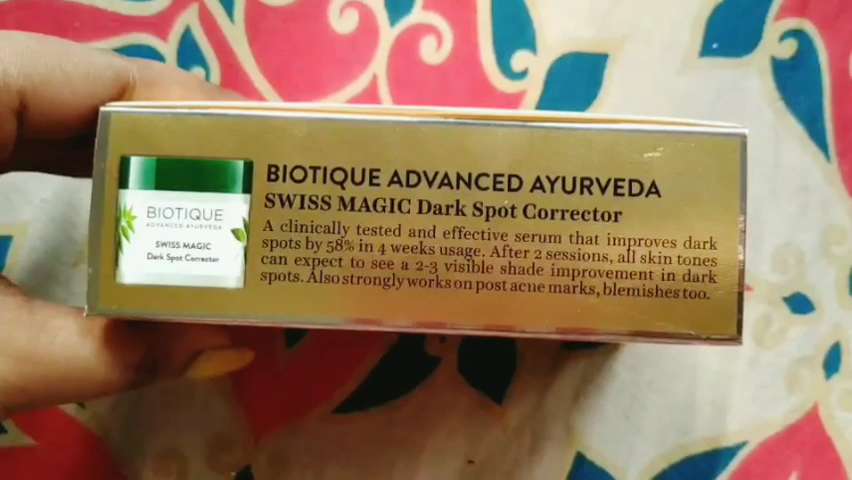 BIOTIQUE
ADVANCED AYURVEDA
SWISS MAGIC
Dark Spot Corrector
BIOTIQUE ADVANCED AYURVEDA
SWISS MAGIC Dark Spot Corrector
A clinically tested and effective serum that improves dark
spots by 58% in 4 weeks usage. After 2 sessions, all skin tones
can expect to see a 2-3 visible shade improvement in dark
spots. Also strongly works on post acne marks, blemishes too.